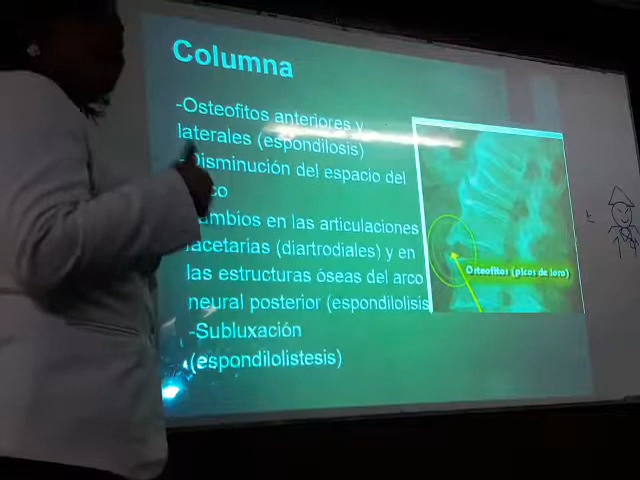 Columna
-Osteofitos anteriores y
laterales (espondilosis)
-Disminución del espacio del
co
ambios en las articulaciones
facetarias (diartrodiales) y en
las estructuras óseas del arco
neural posterior (espondilolisis
-Subluxación
(espondilolistesis)
Osteofitos (picos de loro)